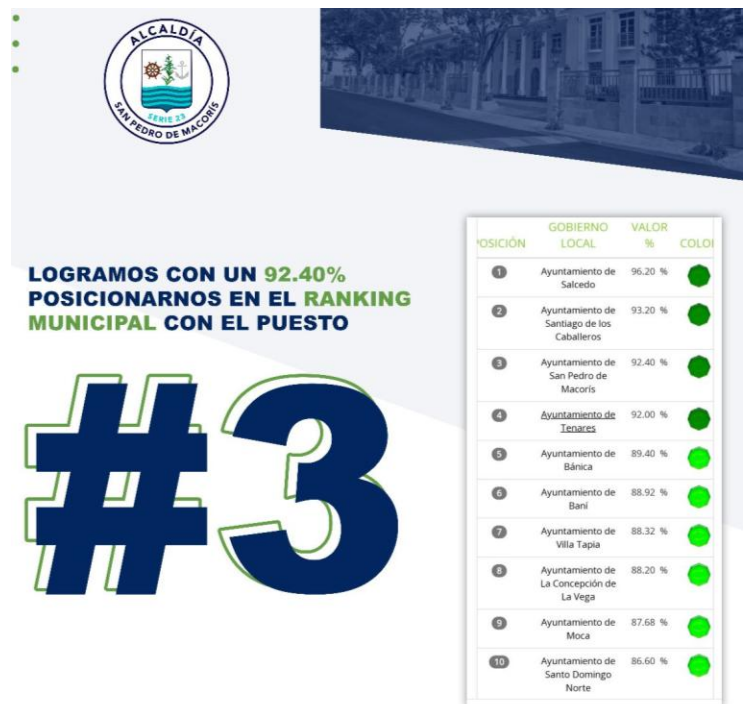 ALCALDÍA
SERIE 23
SAN PEDRO DE MACORÍS
LOGRAMOS CON UN 92.40%
POSICIONARNOS EN EL RANKING
MUNICIPAL CON EL PUESTO
#3
GOBIERNO VALOR
POSICIÓN LOCAL % COLOR
1 Ayuntamiento de 96.20 %
Salcedo
2 Ayuntamiento de 93.20 %
Santiago de los
Caballeros
3 Ayuntamiento de 92.40 %
San Pedro de
Macorís
4 Ayuntamiento de 92.00 %
Tenares
5 Ayuntamiento de 89.40 %
Bánica
6 Ayuntamiento de 88.92 %
Baní
7 Ayuntamiento de 88.32 %
Villa Tapia
8 Ayuntamiento de 88.20 %
La Concepción de
La Vega
9 Ayuntamiento de 87.68 %
Moca
10 Ayuntamiento de 86.60 %
Santo Domingo
Norte